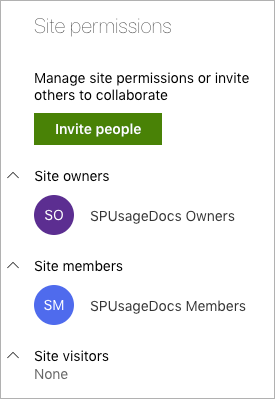 Site permissions
Manage site permissions or invite
others to collaborate
Invite people
Site owners
SO
SPUsageDocs Owners
Site members
SM
SPUsageDocs Members
Site visitors
None